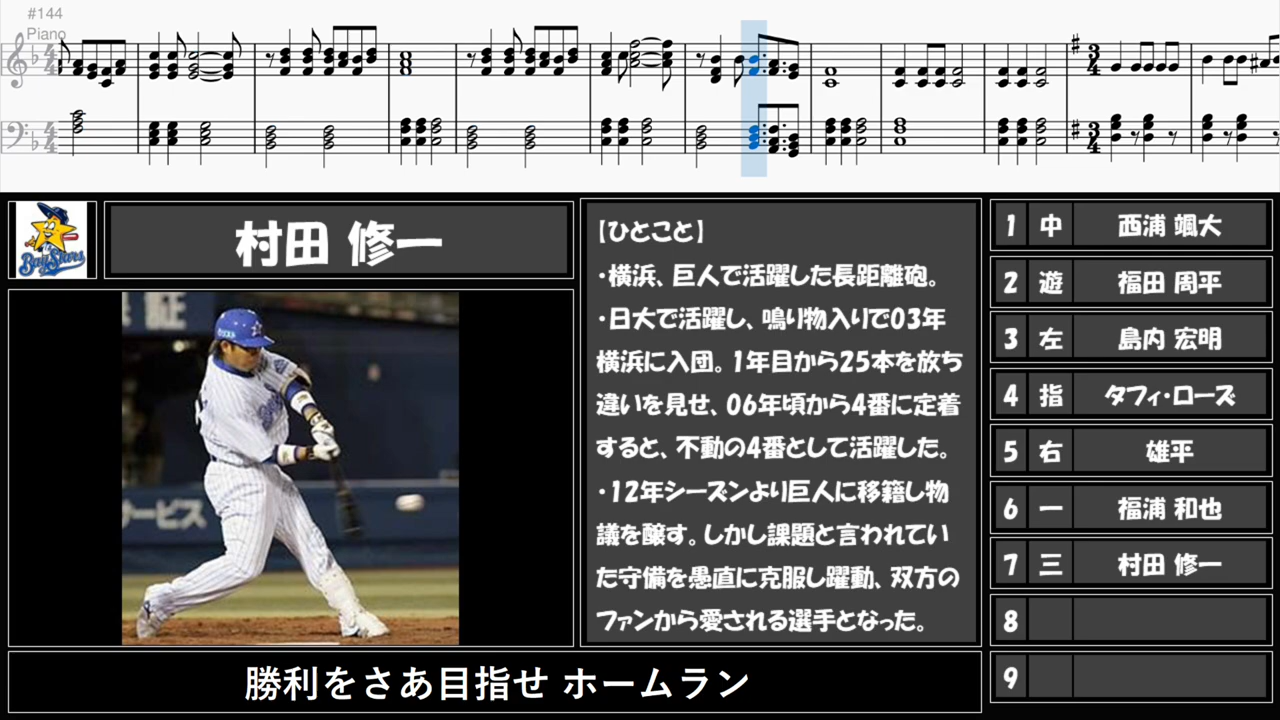 #144
Piano
BayStars
村田 修一
【ひとこと】
・横浜、巨人で活躍した長距離砲。
・日大で活躍し、鳴り物入りで03年
横浜に入団。1年目から25本を放ち
違いを見せ、06年頃から4番に定着
すると、不動の4番として活躍した。
・12年シーズンより巨人に移籍し物
議を醸す。しかし課題と言われてい
た守備を愚直に克服し躍動、双方の
ファンから愛される選手となった。
1 中 西浦 颯大
2 遊 福田 周平
3 左 島内 宏明
4 指 タフィ・ローズ
5 右 雄平
6 一 福浦 和也
7 三 村田 修一
8
9
ービス
勝利をさあ目指せ ホームラン